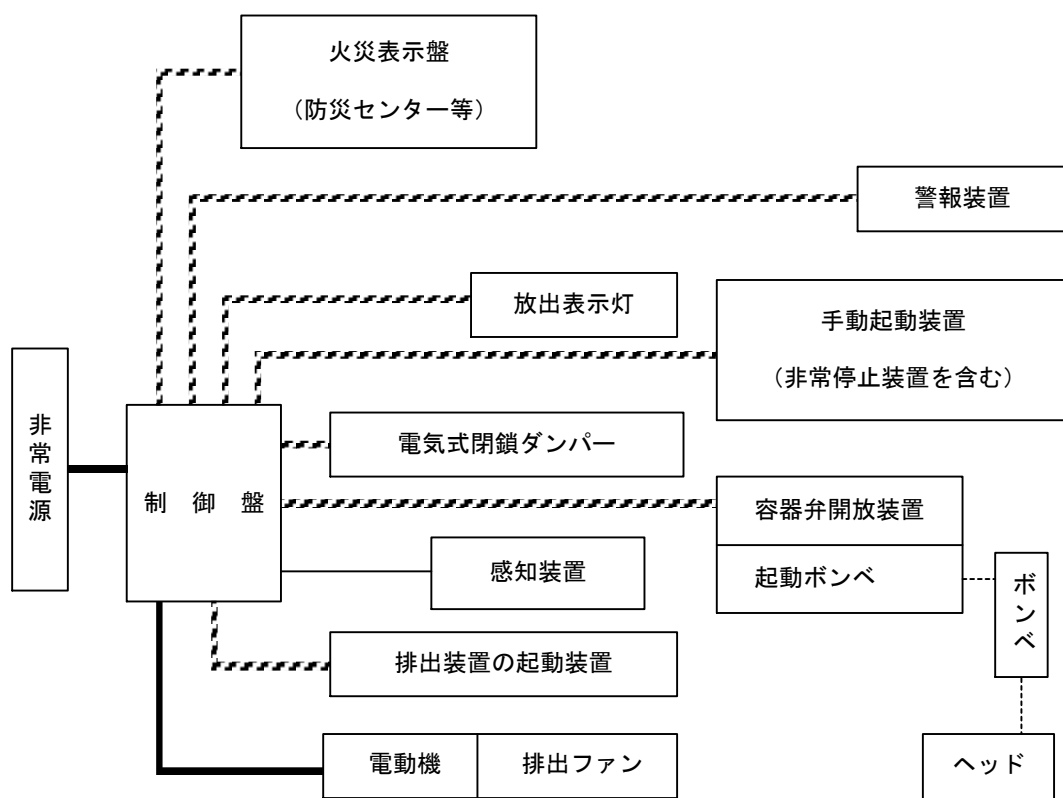 火災表示盤
（防災センター等）
警報装置
放出表示灯
手動起動装置
（非常停止装置を含む）
非常電源
制御盤
電気式閉鎖ダンパー
容器弁開放装置
起動ボンベ
感知装置
ボンベ
排出装置の起動装置
電動機
排出ファン
ヘッド